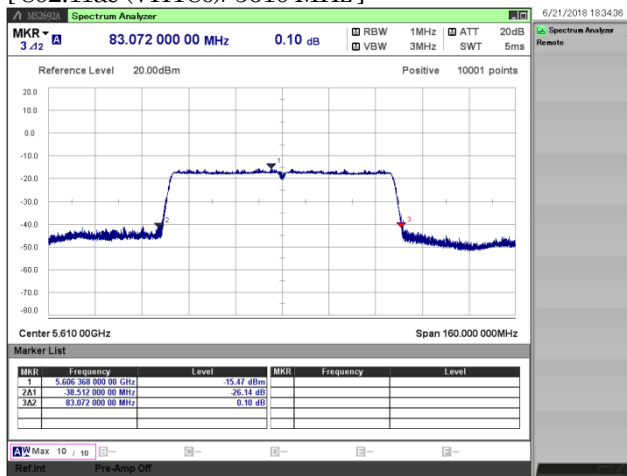 [ 802.11ac (VHT80): 5610 MHz ]
MS2692A Spectrum Analyzer
6/21/2018 18:34:36
MKR 3Δ2 A 83.072 000 00 MHz 0.10 dB
RBW 1MHz ATT 20dB
VBW 3MHz SWT 5ms
Spectrum Analyzer
Remote
Reference Level 20.00dBm Positive 10001 points
20.0
10.0
0.0
-10.0
-20.0
-30.0
-40.0
-50.0
-60.0
-70.0
-80.0
1
2
3
Center 5.610 00GHz Span 160.000 000MHz
Marker List
MKR Frequency Level MKR Frequency Level
1 5.606 368 000 00 GHz -15.47 dBm
2Δ1 -38.512 000 00 MHz -26.14 dB
3Δ2 83.072 000 00 MHz 0.10 dB
A W Max 10 / 10 B-- C-- D-- E-- F--
Ref.Int Pre-Amp Off